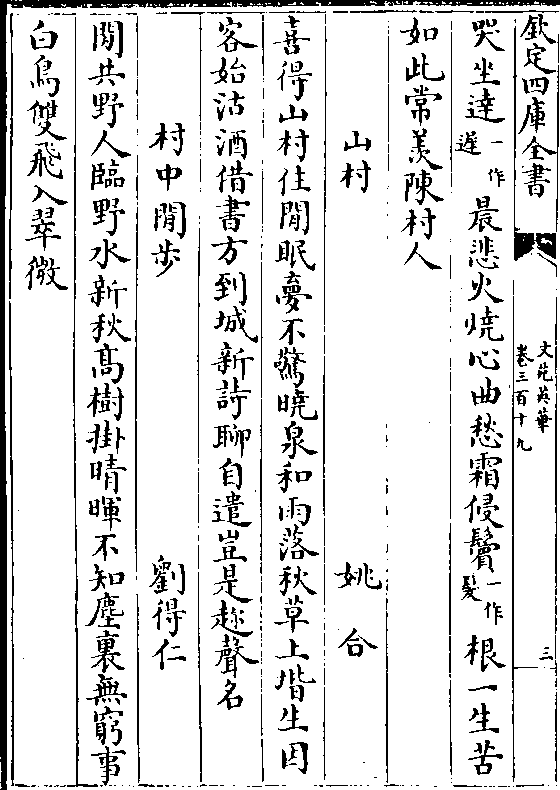 欽定四庫全書
文苑英華
卷三百十九
三
哭坐達一作遲晨悲火燒心曲愁霜侵鬢一作髮根一生苦
如此常羡陳村人
山村 姚合
喜得山村住閒眠夢不驚曉泉和雨落秋草上堦生因
客始沽酒借書方到城新詩聊自遣豈是趂聲名
村中閒步 劉得仁
閒共野人臨野水新秋髙樹掛晴暉不知塵裏無窮事
白鳥雙飛入翠微